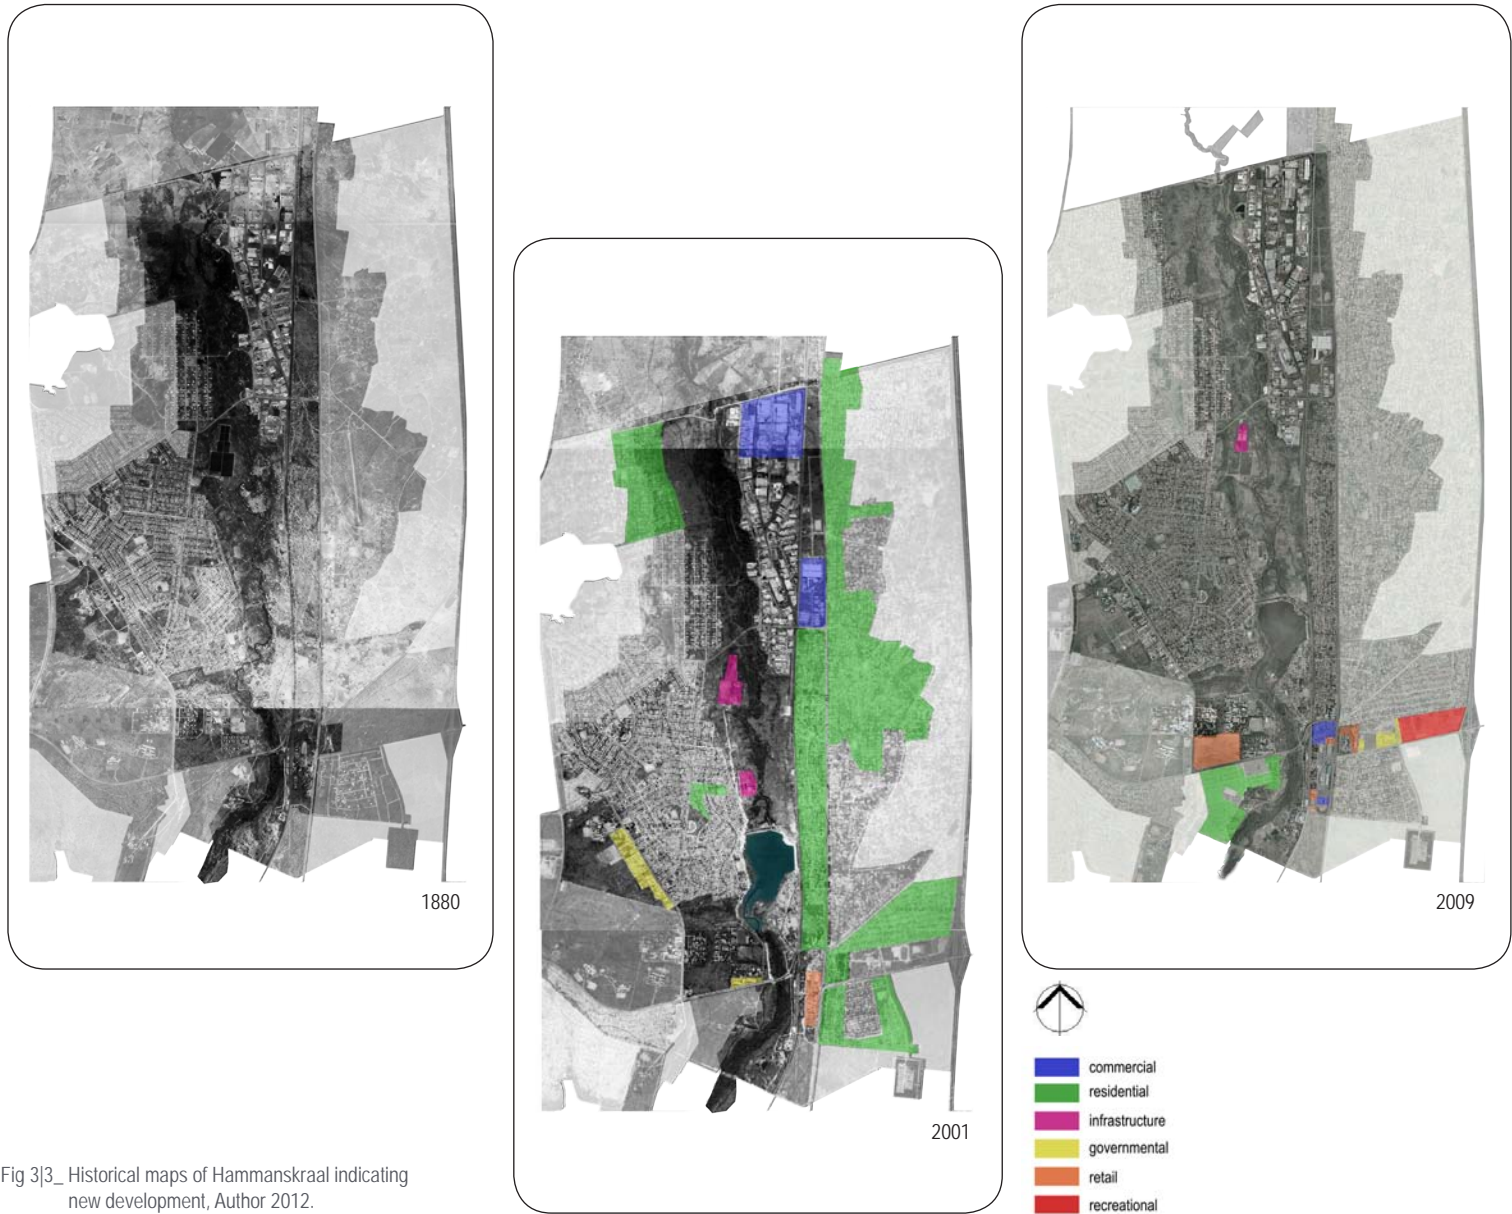 1880
2001
2009
commercial
residential
infrastructure
governmental
retail
recreational
Fig 3|3_ Historical maps of Hammanskraal indicating
new development, Author 2012.